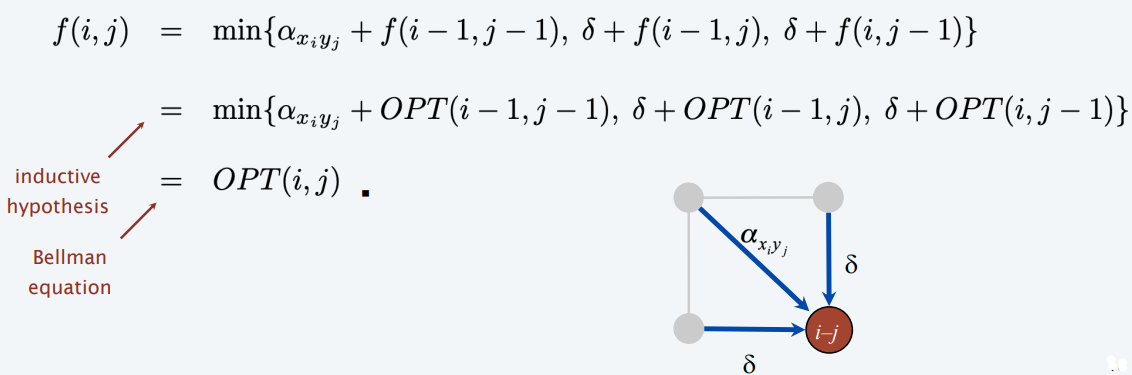 f(i, j) = min{α_{x_i y_j} + f(i − 1, j − 1), δ + f(i − 1, j), δ + f(i, j − 1)}
= min{α_{x_i y_j} + OPT(i − 1, j − 1), δ + OPT(i − 1, j), δ + OPT(i, j − 1)}
inductive
hypothesis
= OPT(i, j) ▪
Bellman
equation
α_{x_i y_j}
δ
i–j
δ